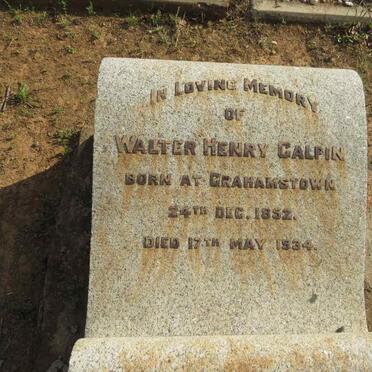 IN LOVING MEMORY
OF
WALTER HENRY GALPIN
BORN AT GRAHAMSTOWN
24TH DEC. 1852.
DIED 17TH MAY 1934.